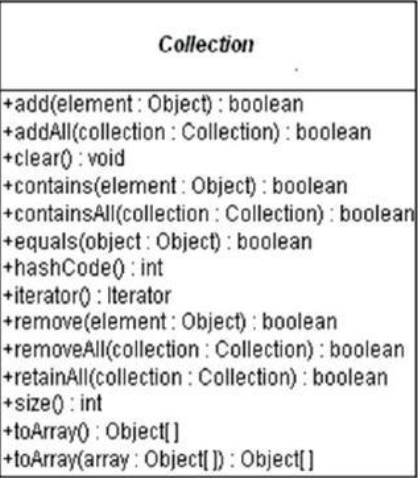 Collection
+add(element : Object) : boolean
+addAll(collection : Collection) : boolean
+clear() : void
+contains(element : Object) : boolean
+containsAll(collection : Collection) : boolean
+equals(object : Object) : boolean
+hashCode() : int
+iterator() : Iterator
+remove(element : Object) : boolean
+removeAll(collection : Collection) : boolean
+retainAll(collection : Collection) : boolean
+size() : int
+toArray() : Object[]
+toArray(array : Object[]) : Object[]